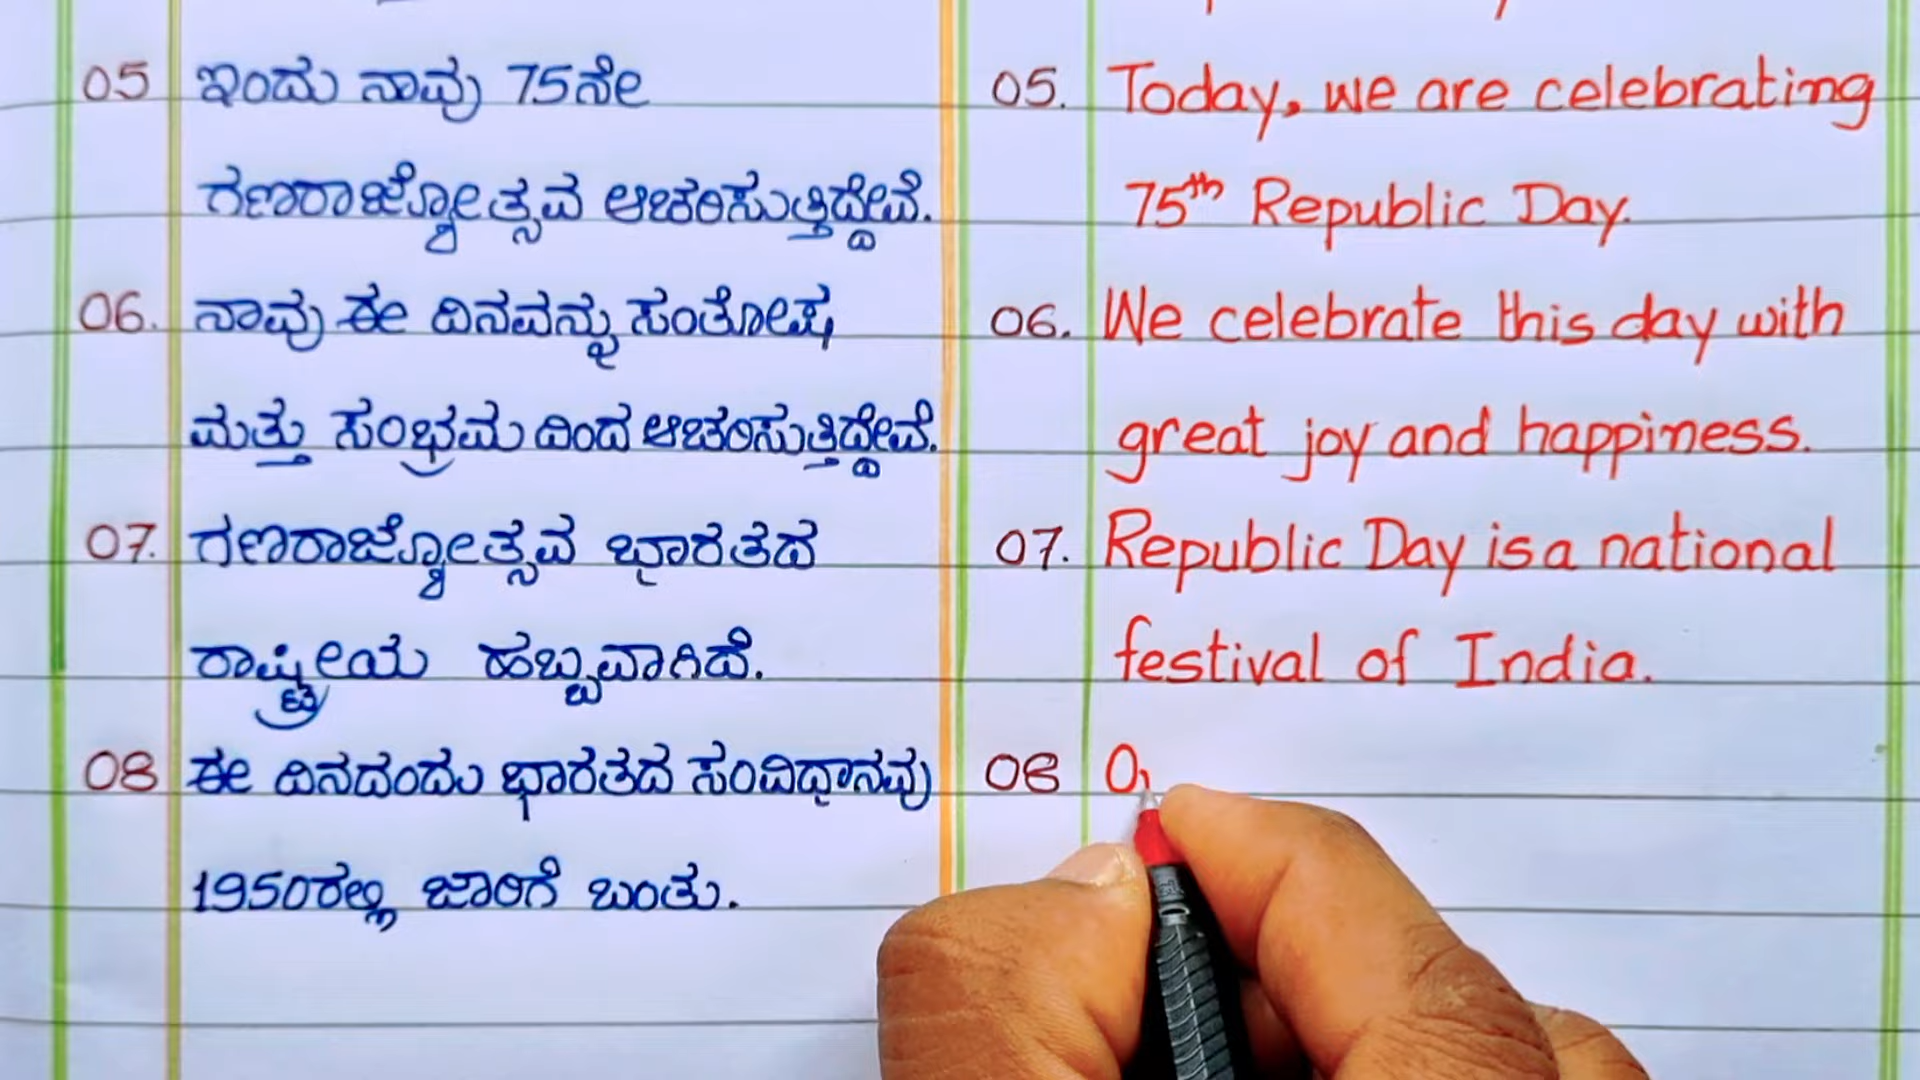 05 ಇಂದು ನಾವು 75ನೇ
ಗಣರಾಜ್ಯೋತ್ಸವ ಆಚರಿಸುತ್ತಿದ್ದೇವೆ.
06. ನಾವು ಈ ದಿನವನ್ನು ಸಂತೋಷ
ಮತ್ತು ಸಂಭ್ರಮದಿಂದ ಆಚರಿಸುತ್ತಿದ್ದೇವೆ.
07. ಗಣರಾಜ್ಯೋತ್ಸವ ಭಾರತದ
ರಾಷ್ಟ್ರೀಯ ಹಬ್ಬವಾಗಿದೆ.
08 ಈ ದಿನದಂದು ಭಾರತದ ಸಂವಿಧಾನವು
1950ರಲ್ಲಿ ಜಾರಿಗೆ ಬಂತು.
05. Today, we are celebrating
75th Republic Day.
06. We celebrate this day with
great joy and happiness.
07. Republic Day is a national
festival of India.
08